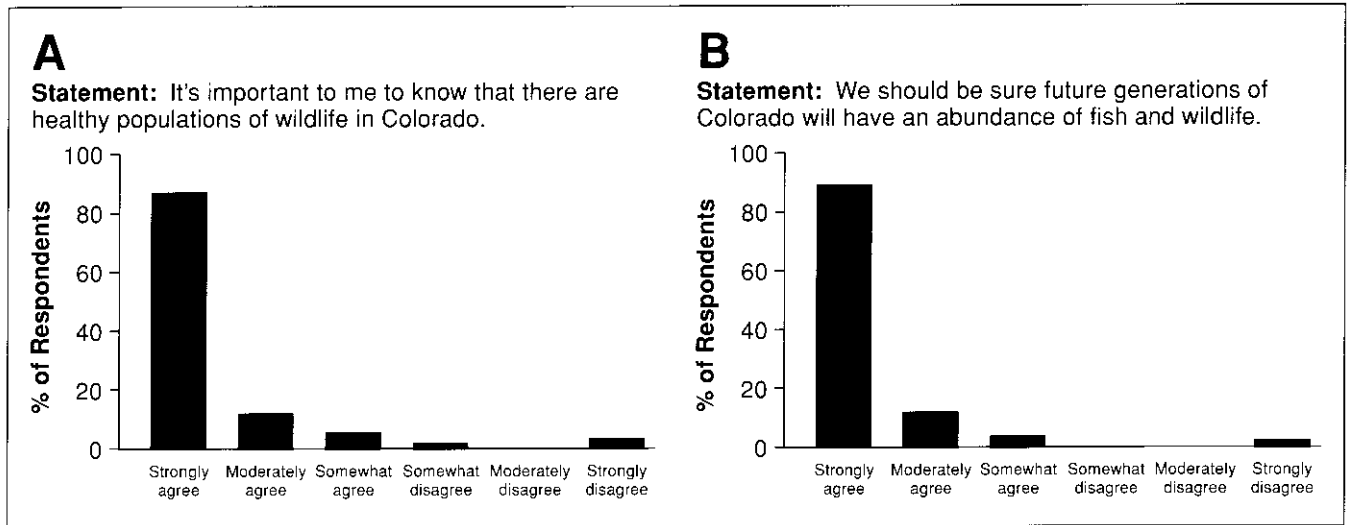 A
Statement: It's important to me to know that there are
healthy populations of wildlife in Colorado.
100
80
60
40
20
0
% of Respondents
Strongly
agree
Moderately
agree
Somewhat
agree
Somewhat
disagree
Moderately
disagree
Strongly
disagree
B
Statement: We should be sure future generations of
Colorado will have an abundance of fish and wildlife.
100
80
60
40
20
0
% of Respondents
Strongly
agree
Moderately
agree
Somewhat
agree
Somewhat
disagree
Moderately
disagree
Strongly
disagree